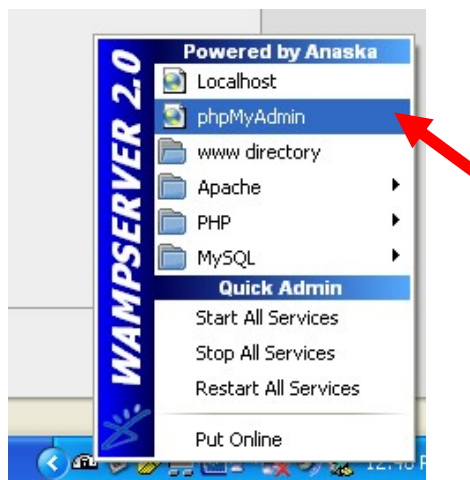 Powered by Anaska
Localhost
phpMyAdmin
www directory
Apache
PHP
MySQL
Quick Admin
Start All Services
Stop All Services
Restart All Services
Put Online
WAMPSERVER 2.0